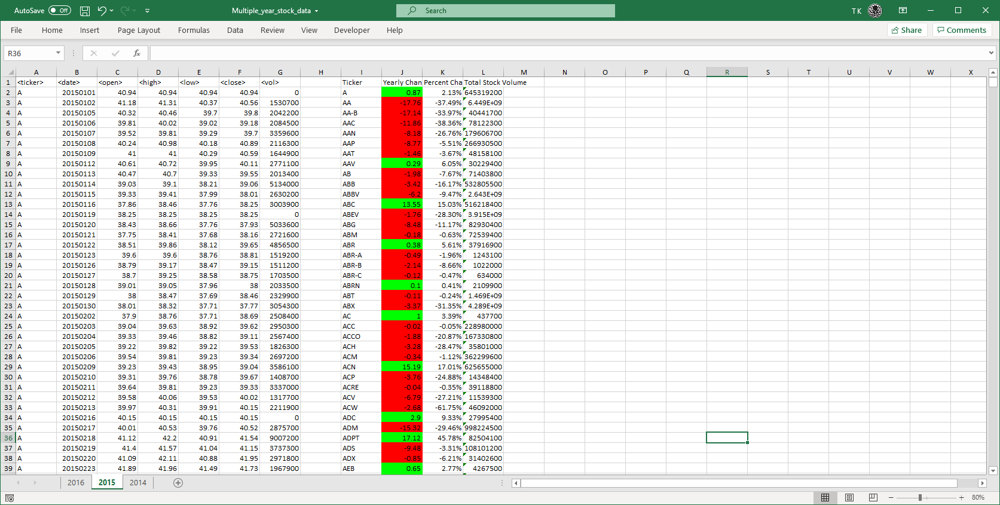 AutoSave Off Multiple_year_stock_data Search TK
File Home Insert Page Layout Formulas Data Review View Developer Help Share Comments
R36 fx
A B C D E F G H I J K L M N O P Q R S T U V W X
1 <ticker> <date> <open> <high> <low> <close> <vol> Ticker Yearly Chan Percent Cha Total Stock Volume
2 A 20150101 40.94 40.94 40.94 40.94 0 A 0.87 2.13% 645319200
3 A 20150102 41.18 41.31 40.37 40.56 1530700 AA -17.76 -37.49% 6.449E+09
4 A 20150105 40.32 40.46 39.7 39.8 2042200 AA-B -17.14 -33.97% 40441700
5 A 20150106 39.81 40.02 39.02 39.18 2084500 AAC -11.86 -38.36% 78122300
6 A 20150107 39.52 39.81 39.29 39.7 3359600 AAN -8.18 -26.76% 179606700
7 A 20150108 40.24 40.98 40.18 40.89 2116300 AAP -8.77 -5.51% 266930500
8 A 20150109 41 41 40.29 40.59 1644900 AAT -1.46 -3.67% 48158100
9 A 20150112 40.61 40.72 39.95 40.11 2771100 AAV 0.29 6.05% 30229400
10 A 20150113 40.47 40.7 39.33 39.55 2013400 AB -1.98 -7.67% 71403800
11 A 20150114 39.03 39.1 38.21 39.06 5134000 ABB -3.42 -16.17% 532805500
12 A 20150115 39.33 39.41 37.99 38.01 2630200 ABBV -6.2 -9.47% 2.643E+09
13 A 20150116 37.86 38.46 37.76 38.25 3003900 ABC 13.55 15.03% 516218400
14 A 20150119 38.25 38.25 38.25 38.25 0 ABEV -1.76 -28.30% 3.915E+09
15 A 20150120 38.43 38.66 37.76 37.93 5033600 ABG -8.48 -11.17% 82930400
16 A 20150121 37.75 38.41 37.68 38.16 2721600 ABM -0.18 -0.63% 72539400
17 A 20150122 38.51 39.86 38.12 39.65 4856500 ABR 0.38 5.61% 37916900
18 A 20150123 39.6 39.6 38.76 38.81 1519200 ABR-A -0.49 -1.96% 1243100
19 A 20150126 38.79 39.17 38.47 39.15 1511200 ABR-B -2.14 -8.66% 1022000
20 A 20150127 38.7 39.25 38.58 38.75 1703500 ABR-C -0.12 -0.47% 634000
21 A 20150128 39.01 39.05 37.96 38 2033500 ABRN 0.1 0.41% 2109900
22 A 20150129 38 38.47 37.69 38.46 2329900 ABT -0.11 -0.24% 1.469E+09
23 A 20150130 38.01 38.32 37.71 37.77 3054300 ABX -3.37 -31.35% 4.289E+09
24 A 20150202 37.9 38.76 37.71 38.69 2508400 AC 1 3.39% 437700
25 A 20150203 39.04 39.63 38.92 39.62 2950300 ACC -0.02 -0.05% 228980000
26 A 20150204 39.33 39.46 38.82 39.11 2567400 ACCO -1.88 -20.87% 167330800
27 A 20150205 39.22 39.82 39.22 39.53 1826300 ACH -3.28 -28.47% 35801000
28 A 20150206 39.54 39.81 39.23 39.34 2697200 ACM -0.34 -1.12% 362299600
29 A 20150209 39.23 39.43 38.95 39.04 3586100 ACN 15.19 17.01% 625655000
30 A 20150210 39.31 39.76 38.78 39.67 1408700 ACP -3.76 -24.88% 14348400
31 A 20150211 39.64 39.81 39.23 39.33 3337000 ACRE -0.04 -0.35% 39118800
32 A 20150212 39.58 40.06 39.53 40.02 1317700 ACV -6.79 -27.21% 11539300
33 A 20150213 39.97 40.31 39.91 40.15 2211900 ACW -2.68 -61.75% 46092000
34 A 20150216 40.15 40.15 40.15 40.15 0 ADC 2.9 9.33% 27995400
35 A 20150217 40.01 40.53 39.76 40.52 2875700 ADM -15.32 -29.46% 998224500
36 A 20150218 41.12 42.2 40.91 41.54 9007200 ADPT 17.12 45.78% 82504100
37 A 20150219 41.4 41.57 41.04 41.15 3737300 ADS -9.48 -3.31% 108101200
38 A 20150220 41.09 42.11 40.88 41.95 2971800 ADX -0.85 -6.21% 31402600
39 A 20150223 41.89 41.96 41.49 41.73 1967900 AEB 0.65 2.77% 4267500
2016 2015 2014
80%